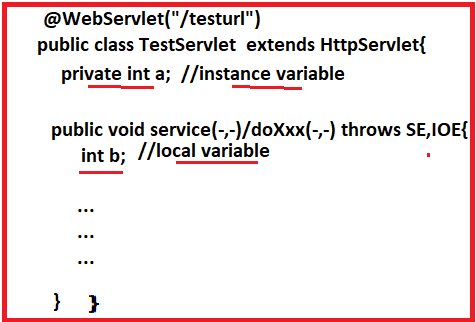 @WebServlet("/testurl")
public class TestServlet extends HttpServlet{
private int a; //instance variable
public void service(-,-)/doXxx(-,-) throws SE,IOE{
int b; //local variable
...
...
...
} }